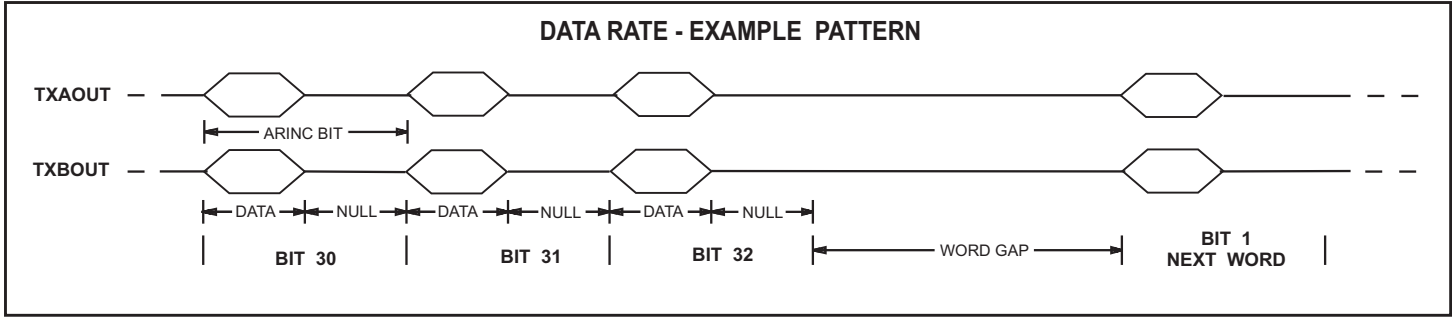 DATA RATE - EXAMPLE PATTERN
TXAOUT
ARINC BIT
TXBOUT
DATA NULL DATA NULL DATA NULL
BIT 30 BIT 31 BIT 32 WORD GAP BIT 1
NEXT WORD